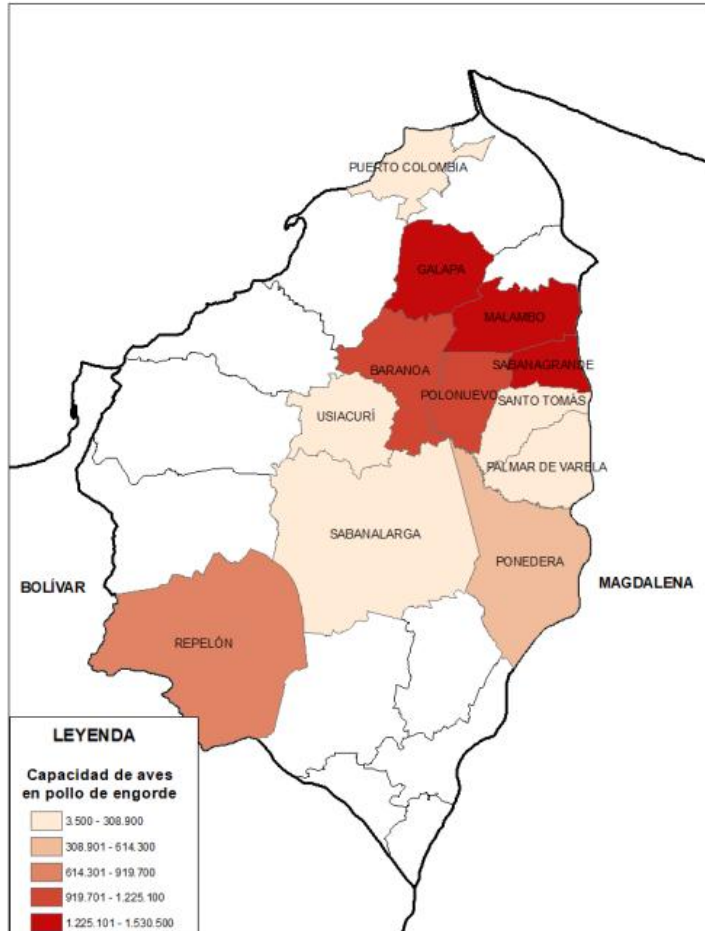 PUERTO COLOMBIA
GALAPA
MALAMBO
BARANOA
SABANAGRANDE
POLONUEVO
SANTO TOMÁS
USIACURÍ
PALMAR DE VARELA
SABANALARGA
PONEDERA
BOLÍVAR
MAGDALENA
REPELÓN
LEYENDA
Capacidad de aves
en pollo de engorde
3.500 - 308.900
308.901 - 614.300
614.301 - 919.700
919.701 - 1.225.100
1.225.101 - 1.530.500